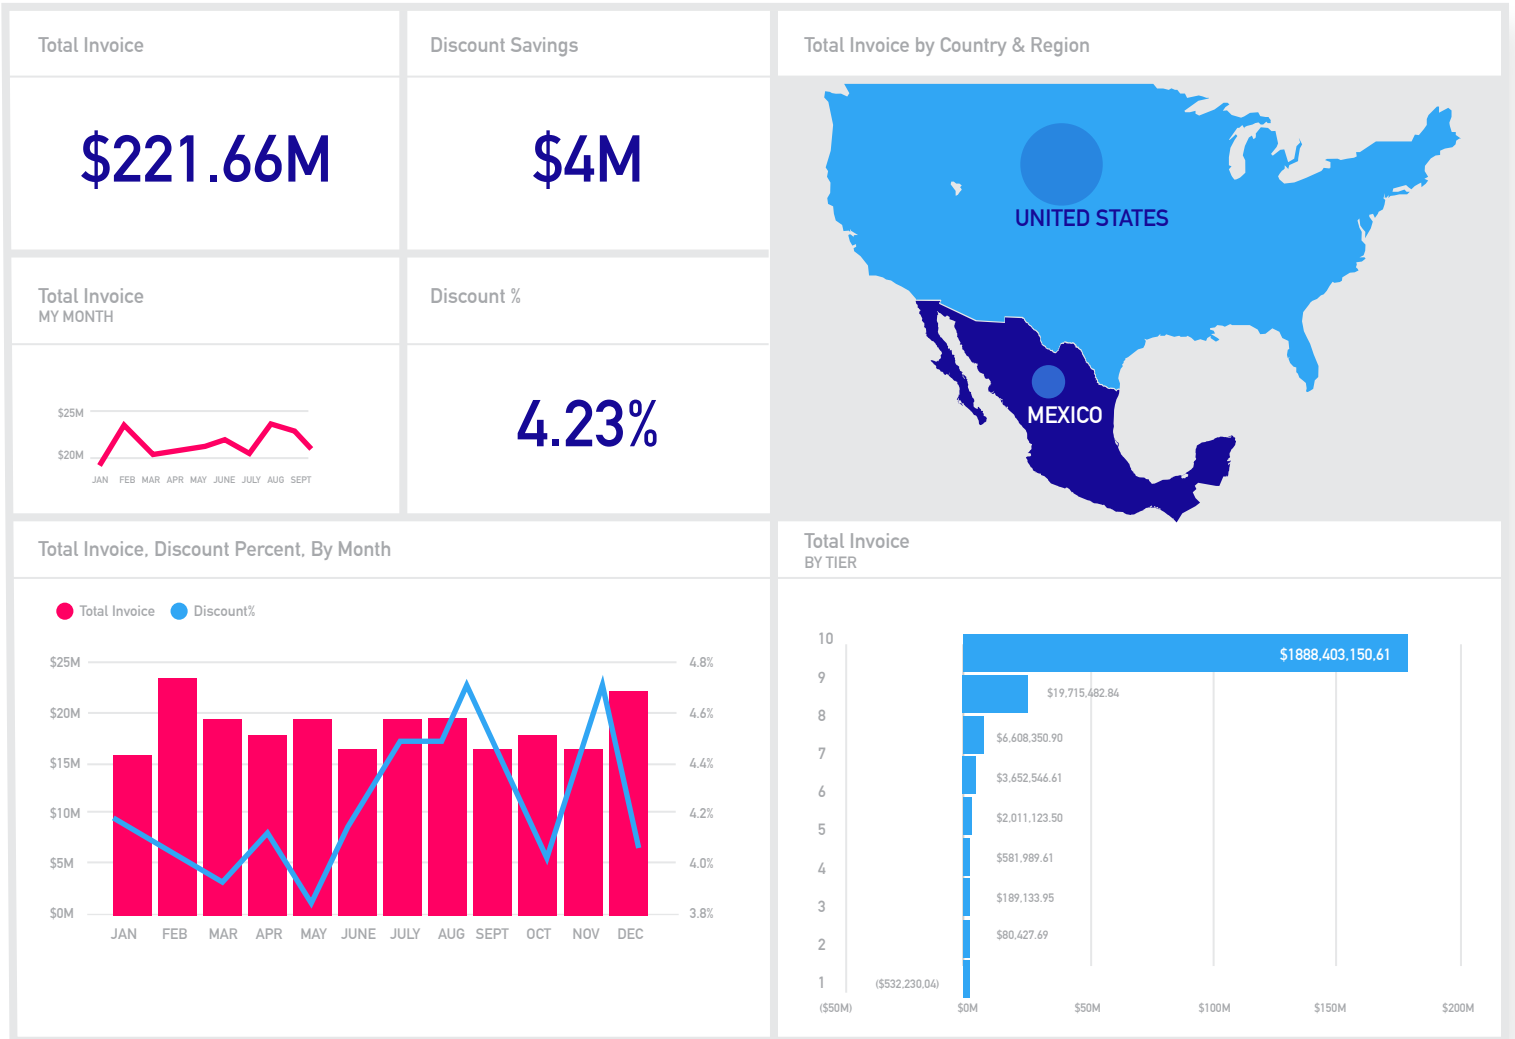 Total Invoice
$221.66M
Discount Savings
$4M
Total Invoice by Country & Region
UNITED STATES
MEXICO
Total Invoice
MY MONTH
$25M
$20M
JAN FEB MAR APR MAY JUNE JULY AUG SEPT
Discount %
4.23%
Total Invoice, Discount Percent, By Month
Total Invoice Discount%
$25M 4.8%
$20M 4.6%
$15M 4.4%
$10M 4.2%
$5M 4.0%
$0M 3.8%
JAN FEB MAR APR MAY JUNE JULY AUG SEPT OCT NOV DEC
Total Invoice
BY TIER
10 $1888,403,150,61
9 $19,715,482.84
8 $6,608,350.90
7 $3,652,546.61
6 $2,011,123.50
5 $581,989.61
4 $189,133.95
3 $80,427.69
2
1 ($532,230,04)
($50M) $0M $50M $100M $150M $200M